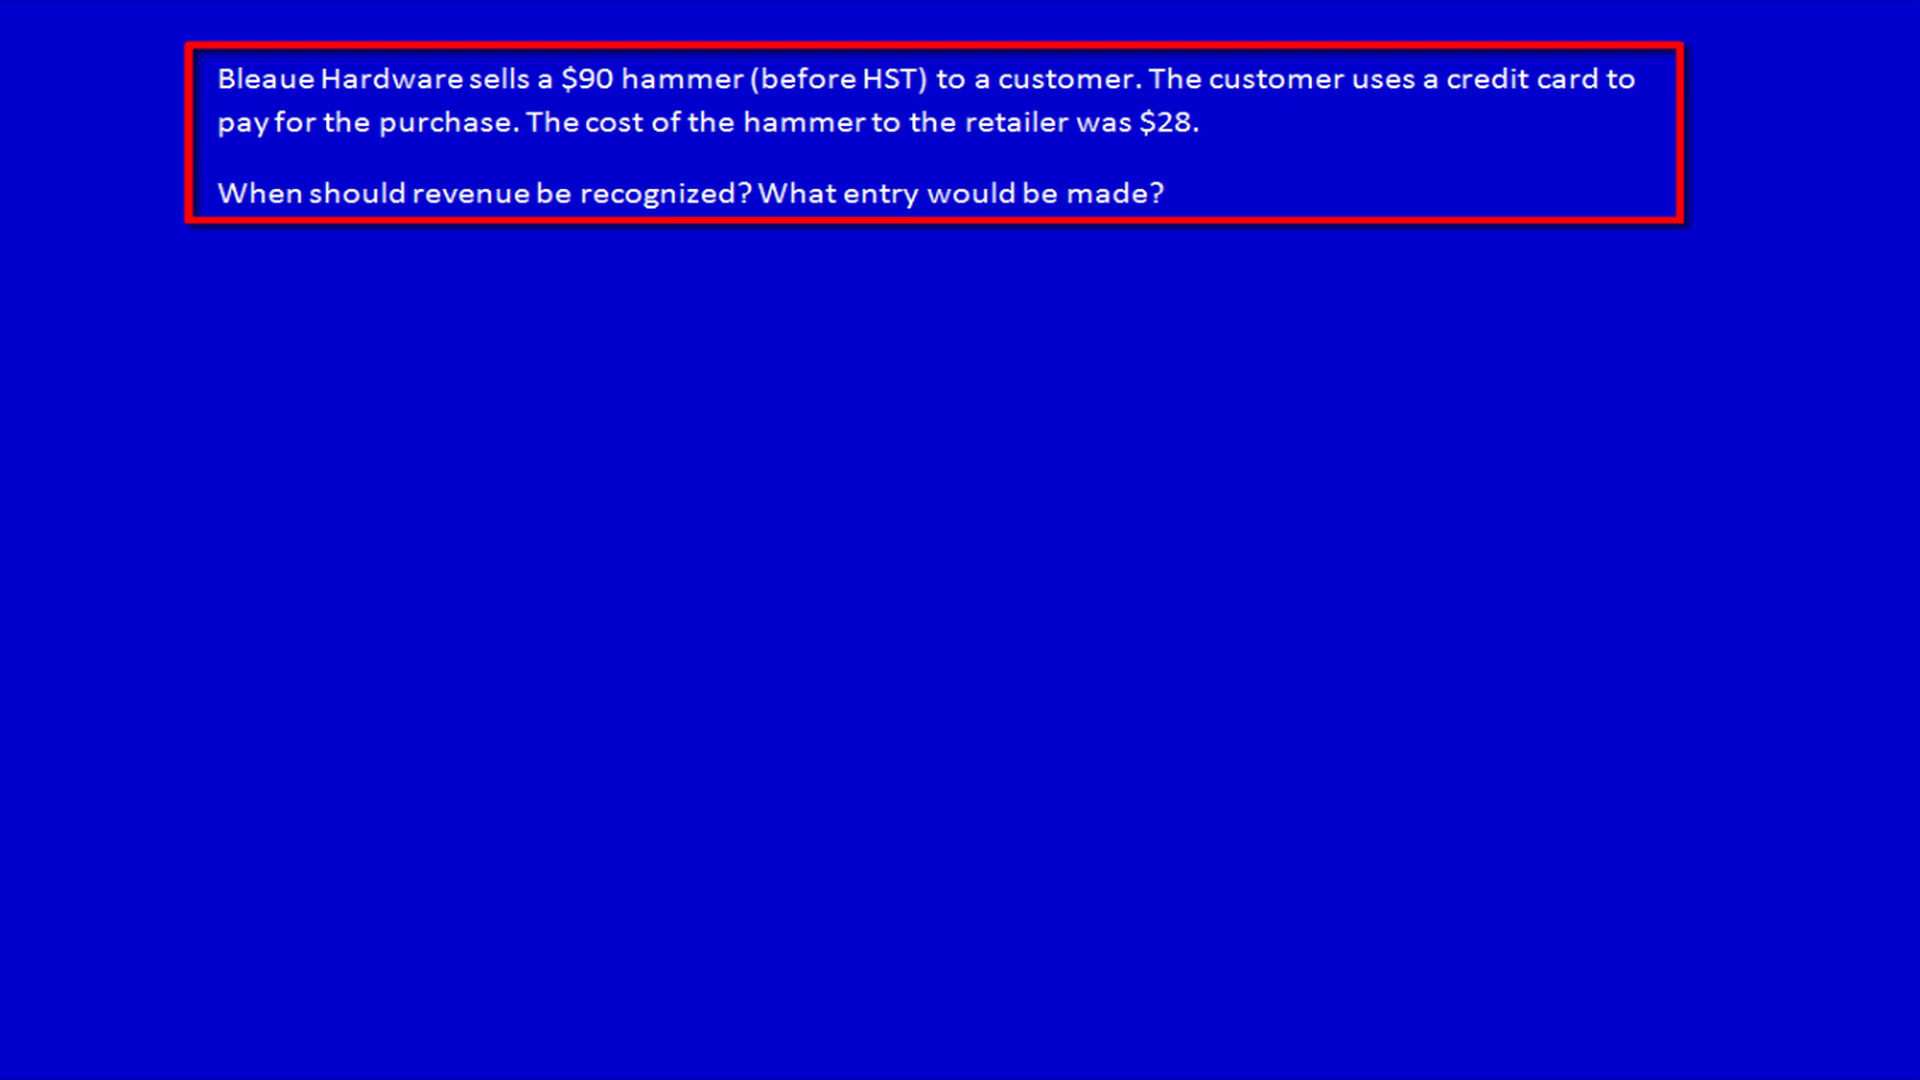 Bleaue Hardware sells a $90 hammer (before HST) to a customer. The customer uses a credit card to
pay for the purchase. The cost of the hammer to the retailer was $28.
When should revenue be recognized? What entry would be made?